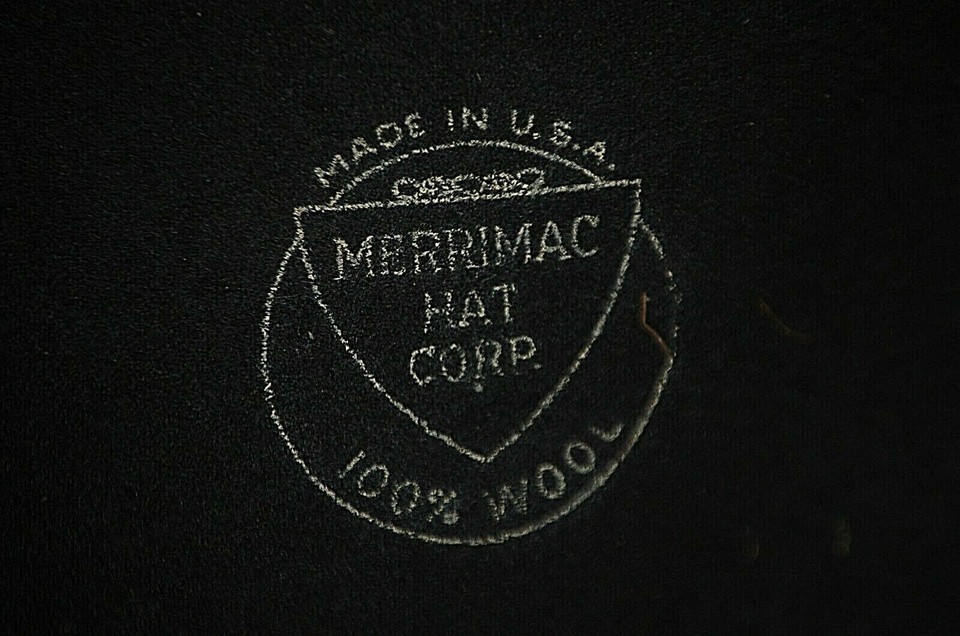 MADE IN U.S.A.
MERRIMAC
HAT
CORP.
100% WOOL